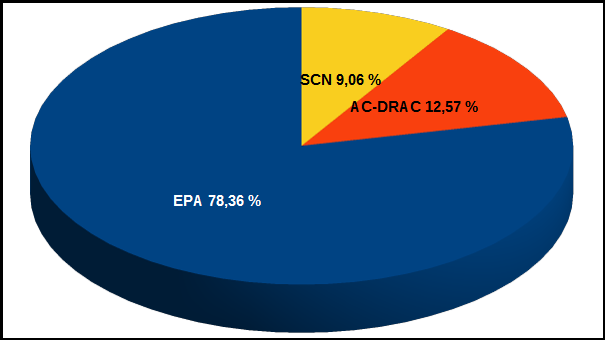 SCN 9,06 %
AC-DRAC 12,57 %
EPA 78,36 %